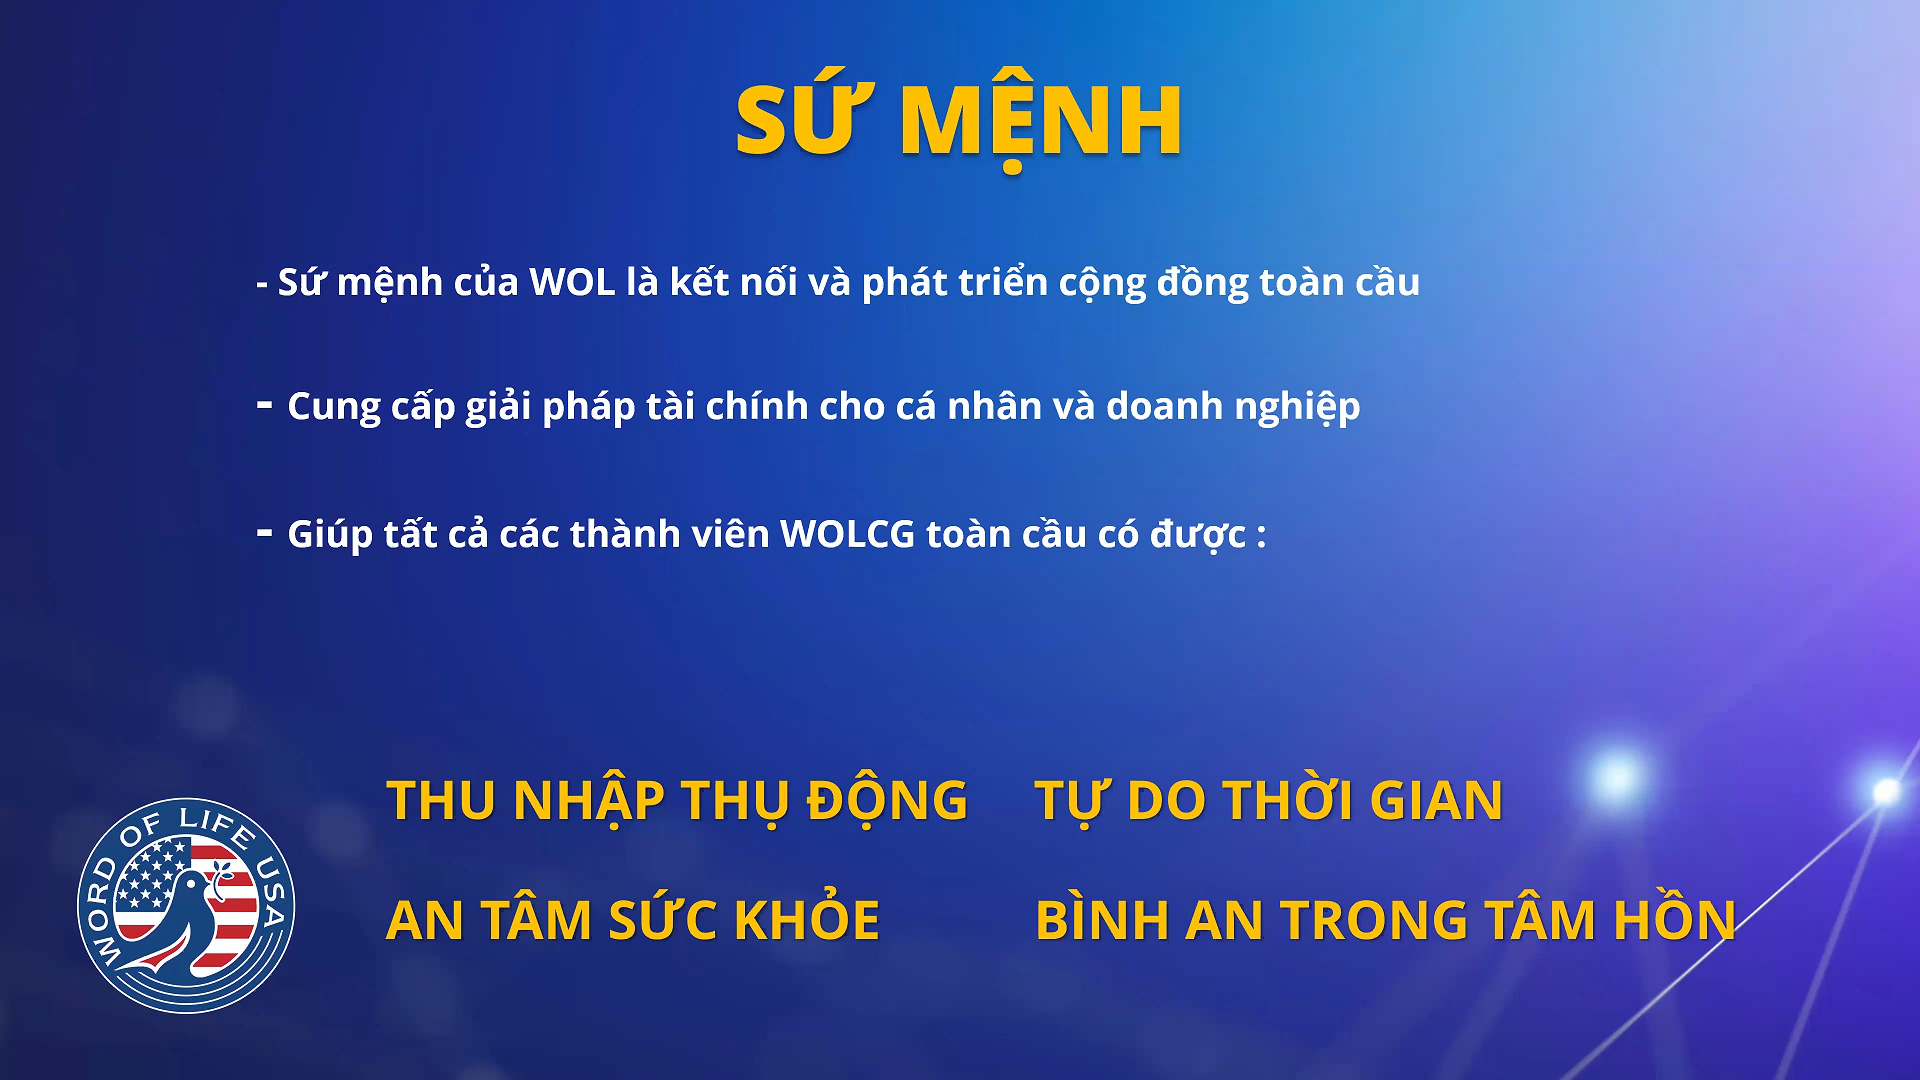 SỨ MỆNH
- Sứ mệnh của WOL là kết nối và phát triển cộng đồng toàn cầu
- Cung cấp giải pháp tài chính cho cá nhân và doanh nghiệp
- Giúp tất cả các thành viên WOLCG toàn cầu có được :
THU NHẬP THỤ ĐỘNG TỰ DO THỜI GIAN
AN TÂM SỨC KHỎE BÌNH AN TRONG TÂM HỒN
WORD OF LIFE USA